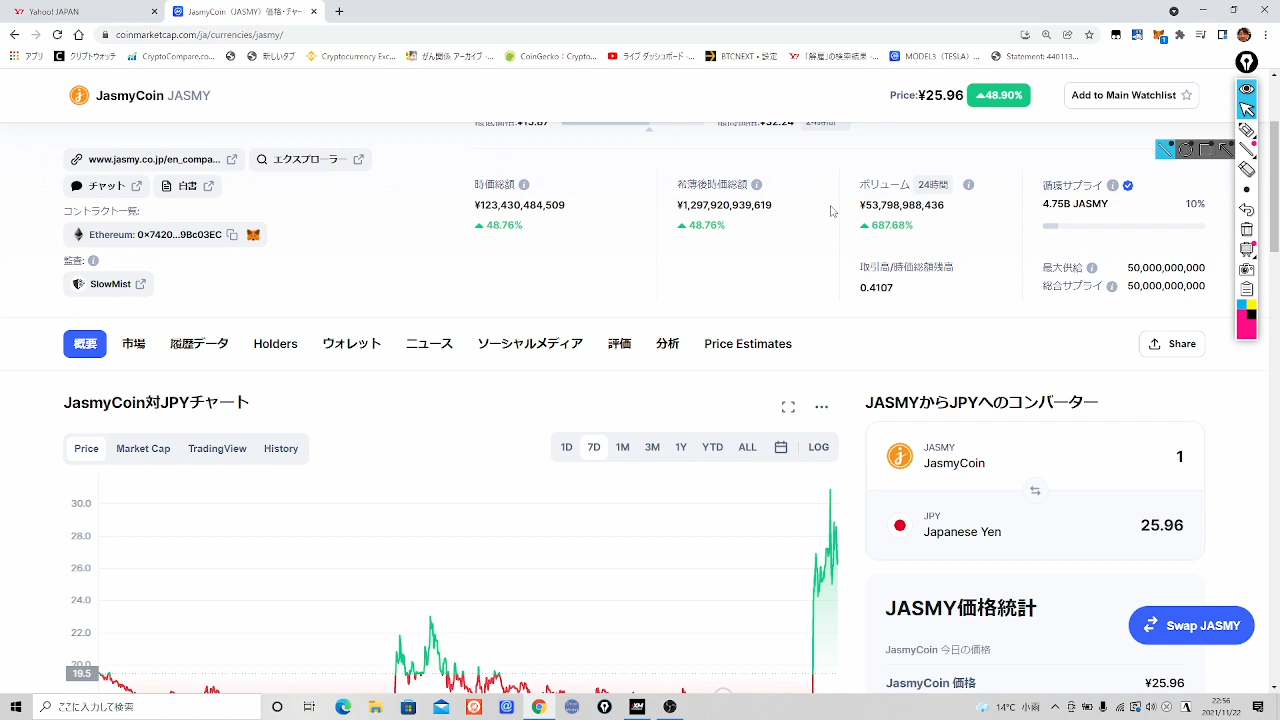 Yahoo! JAPAN
JasmyCoin（JASMY）価格・チャー
coinmarketcap.com/ja/currencies/jasmy/
アプリ
クリプトカウッチ
CryptoCompare....
新しいタブ
Cryptocurrency Exc...
がん関係 アーカイブ - ...
CoinGecko : Crypto...
ライブ ダッシュボード - ...
BTCNEXT • 設定
MODEL3（TESLA）...
Statement: 440113...
JasmyCoin JASMY
Price:¥25.96
48.90%
Add to Main Watchlist
www.jasmy.co.jp/en_compa...
エクスプローラー
チャット
白書
コントラクト一覧:
Ethereum: 0x7420...9B5EC
監査:
SlowMist
時価総額
¥123,430,484,509
48.76%
希薄後時価総額
¥1,297,920,939,619
48.76%
ボリューム 24時間
¥53,798,988,436
687.68%
取引高/時価総額残高
0.4107
循環サプライ
4.75B JASMY 10%
最大供給 50,000,000,000
総合サプライ 50,000,000,000
概要
市場
履歴データ
Holders
ウォレット
ニュース
ソーシャルメディア
評価
分析
Price Estimates
Share
JasmyCoin対JPYチャート
Price
Market Cap
TradingView
History
1D
7D
1M
3M
1Y
YTD
ALL
LOG
30.0
28.0
26.0
24.0
22.0
20.0
19.5
JASMYからJPYへのコンバーター
JASMY
JasmyCoin 1
JPY
Japanese Yen 25.96
JASMY価格統計
Swap JASMY
JasmyCoin 今日の価格
JasmyCoin 価格 ¥25.96
ここに入力して検索
14°C 小雨
22:56
2021/11/22